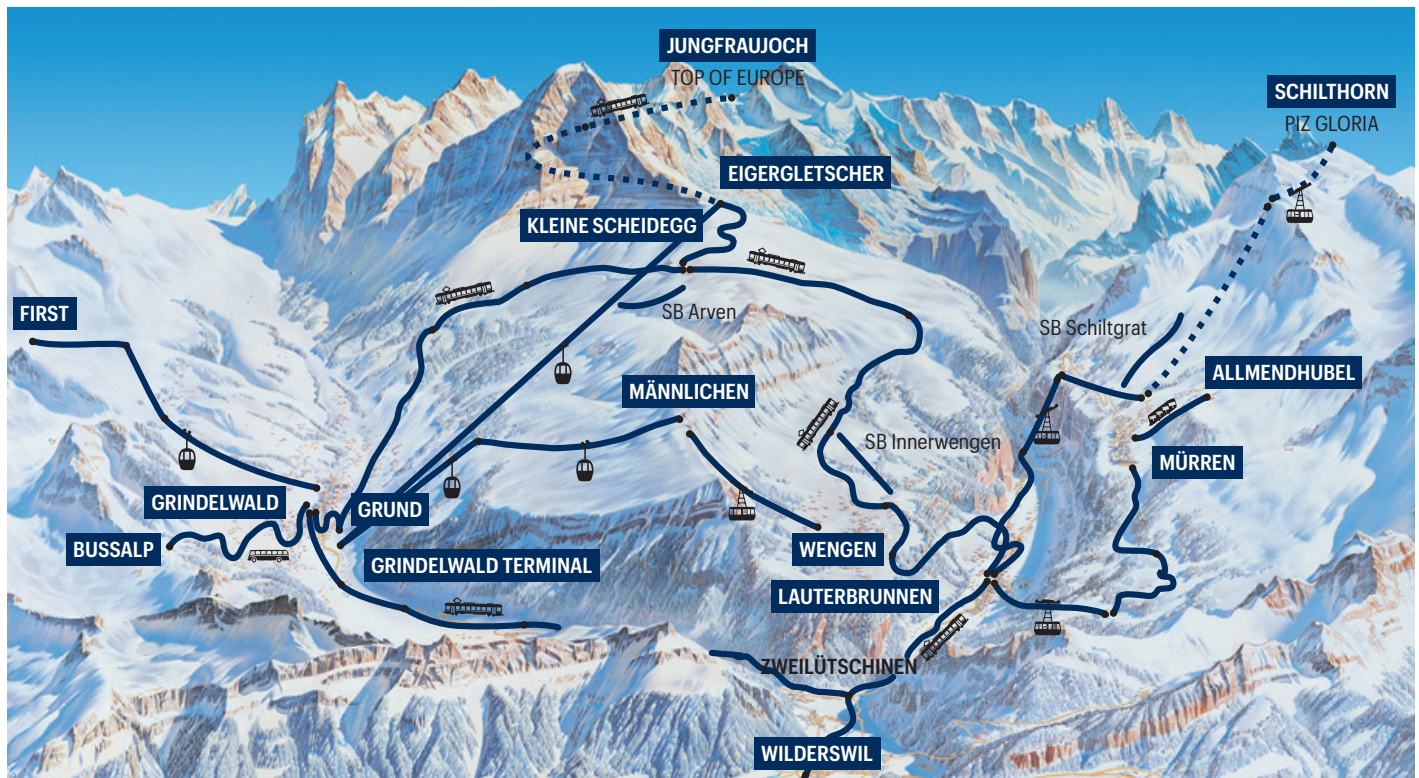 JUNGFRAUJOCH
TOP OF EUROPE
SCHILTHORN
PIZ GLORIA
EIGERGLETSCHER
KLEINE SCHEIDEGG
FIRST
SB Arven
SB Schiltgrat
MÄNNLICHEN
ALLMENDHUBEL
SB Innerwengen
MÜRREN
GRINDELWALD
GRUND
BUSSALP
WENGEN
GRINDELWALD TERMINAL
LAUTERBRUNNEN
ZWEILÜTSCHINEN
WILDERSWIL